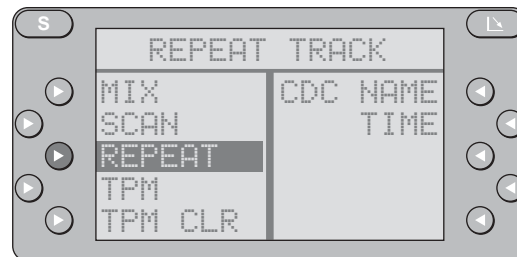 S
REPEAT TRACK
MIX
SCAN
REPEAT
TPM
TPM CLR
CDC NAME
TIME